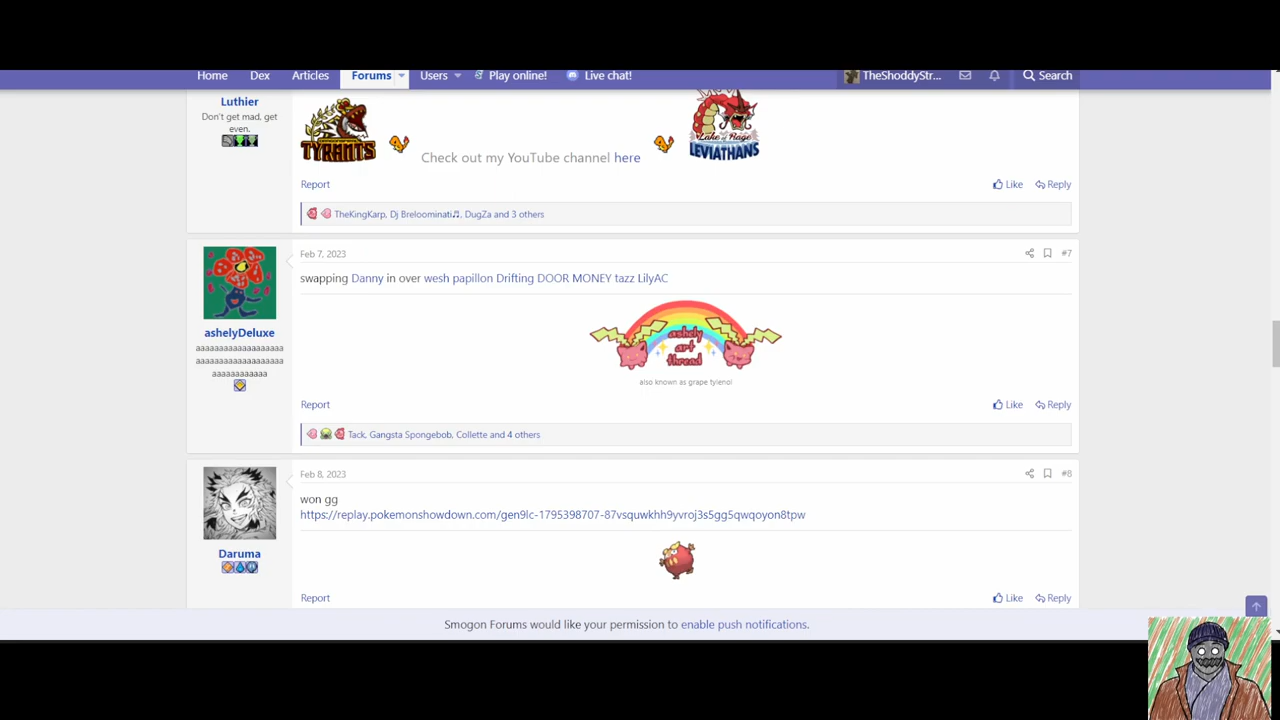 Home Dex Articles Forums Users Play online! Live chat! TheShoddyStr... Search
Luthier
Don't get mad, get
even.
TYRANTS
Check out my YouTube channel here
Lake of Rage
LEVIATHANS
Report Like Reply
TheKingKarp, Dj Breloominati♫, DugZa and 3 others
Feb 7, 2023 #7
swapping Danny in over wesh papillon Drifting DOOR MONEY tazz LilyAC
ashelyDeluxe
aaaaaaaaaaaaaaaaaaa
aaaaaaaaaaaaaaaaaaa
aaaaaaaaaaaa
ashely
art
thread
also known as grape tylenol
Report Like Reply
Tack, Gangsta Spongebob, Collette and 4 others
Feb 8, 2023 #8
won gg
https://replay.pokemonshowdown.com/gen9lc-1795398707-87vsquwkhh9yvroj3s5gg5qwqoyon8tpw
Daruma
Report Like Reply
Smogon Forums would like your permission to enable push notifications.